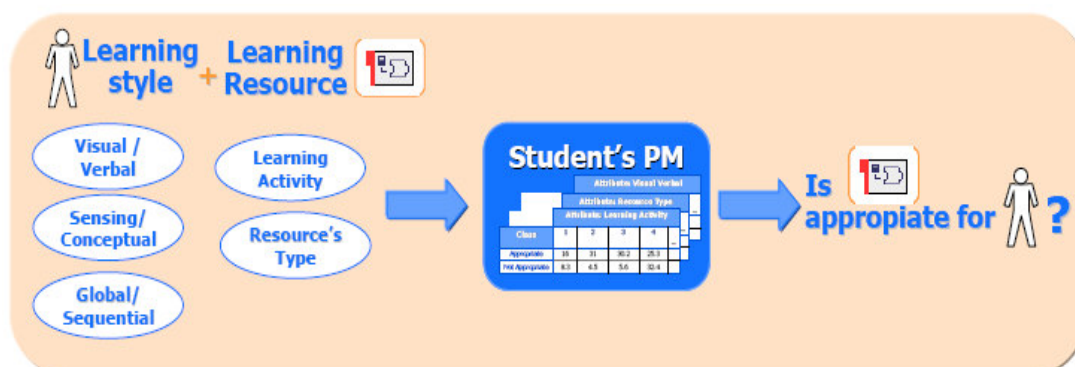 Learning
style
+
Learning
Resource
Visual /
Verbal
Sensing/
Conceptual
Global/
Sequential
Learning
Activity
Resource's
Type
Student's PM
Attribute: Visual Verbal
Attribute: Resource Type
Attribute: Learning Activity
Class 1 2 3 4 ...
Appropriate 16 31 30.2 25.3
Not Appropriate 8.3 4.5 5.6 32.4
Is
appropiate for
?